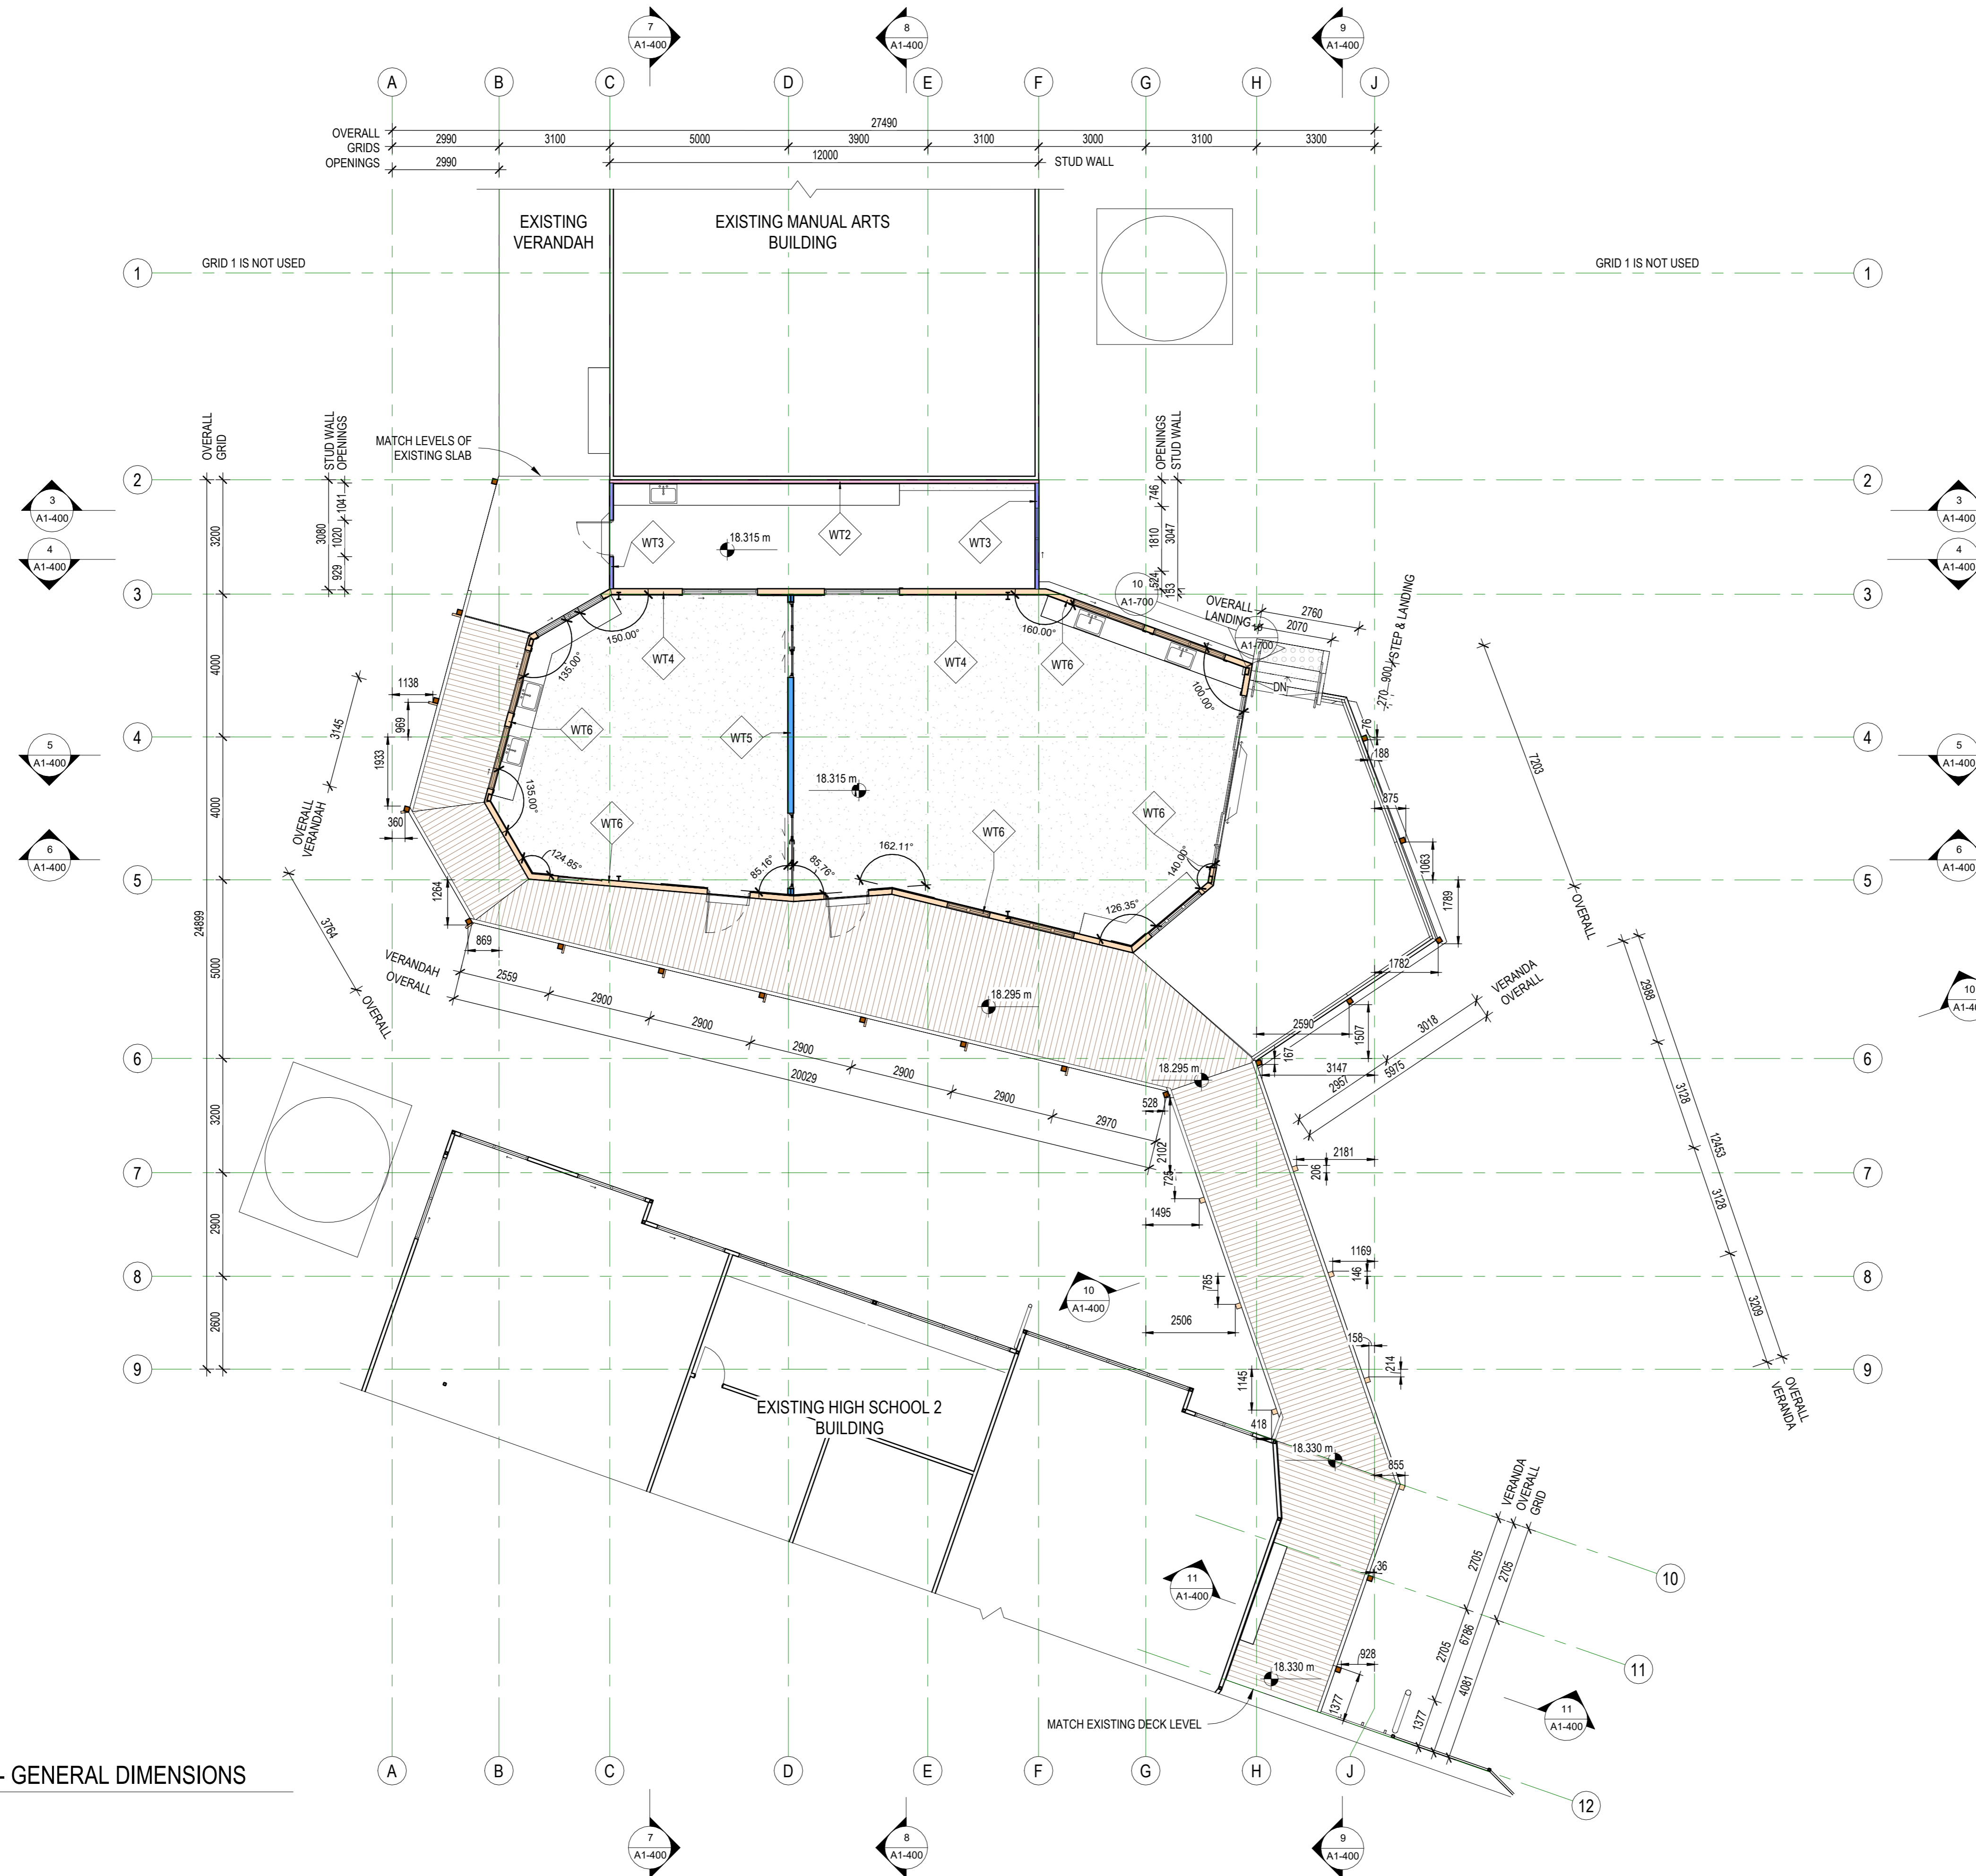 7
A1-400
8
A1-400
9
A1-400
A
B
C
D
E
F
G
H
J
OVERALL
GRIDS
OPENINGS
27490
2990
3100
5000
3900
3100
3000
3100
3300
2990
12000
STUD WALL
EXISTING
VERANDAH
EXISTING MANUAL ARTS
BUILDING
1
GRID 1 IS NOT USED
GRID 1 IS NOT USED
1
OVERALL
GRID
STUD WALL
OPENINGS
MATCH LEVELS OF
EXISTING SLAB
OPENINGS
STUD WALL
2
2
3
A1-400
4
A1-400
3
A1-400
4
A1-400
3200
3080
1041
1020
929
746
1810
524
3047
153
WT3
WT2
WT3
18.315 m
3
3
10
A1-700
OVERALL
LANDING
A1-700
2760
2070
STEP & LANDING
900
270
DN
150.00°
135.00°
160.00°
100.00°
WT4
WT4
WT6
4000
1138
969
3145
1933
WT6
WT5
4
4
5
A1-400
5
A1-400
76
188
7203
18.315 m
875
135.00°
360
OVERALL
VERANDAH
4000
WT6
WT6
WT6
6
A1-400
6
A1-400
124.85°
85.16°
85.76°
162.11°
140.00°
126.35°
1063
5
5
1264
1789
OVERALL
24899
3764
OVERALL
5000
869
VERANDAH
OVERALL
2559
2900
2900
2900
2900
2900
2970
20029
18.295 m
1782
VERANDA
OVERALL
2590
1507
3018
2988
10
6
6
167
3147
2957
5975
18.295 m
528
3128
3200
2102
725
2181
206
12453
7
7
1495
3128
2900
1169
146
8
8
10
A1-400
785
2506
3209
2600
158
214
9
9
1145
OVERALL
VERANDA
EXISTING HIGH SCHOOL 2
BUILDING
418
18.330 m
855
VERANDA
OVERALL
GRID
36
2705
2705
10
11
A1-400
2705
6786
4081
11
928
18.330 m
1377
1377
11
A1-400
MATCH EXISTING DECK LEVEL
- GENERAL DIMENSIONS
A
B
C
D
E
F
G
H
J
12
7
A1-400
8
A1-400
9
A1-400